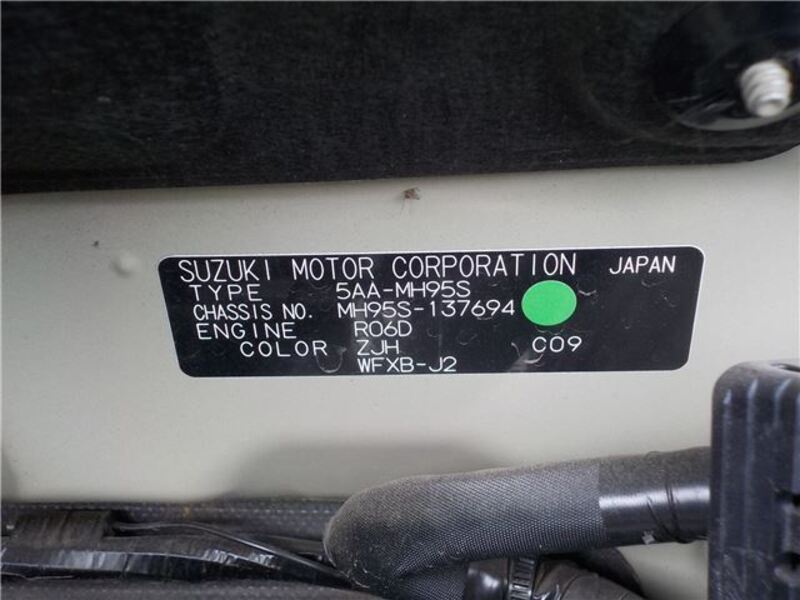 SUZUKI MOTOR CORPORATION JAPAN
TYPE 5AA-MH95S
CHASSIS NO. MH95S-137694
ENGINE R06D
COLOR ZJH C09
WFXB-J2